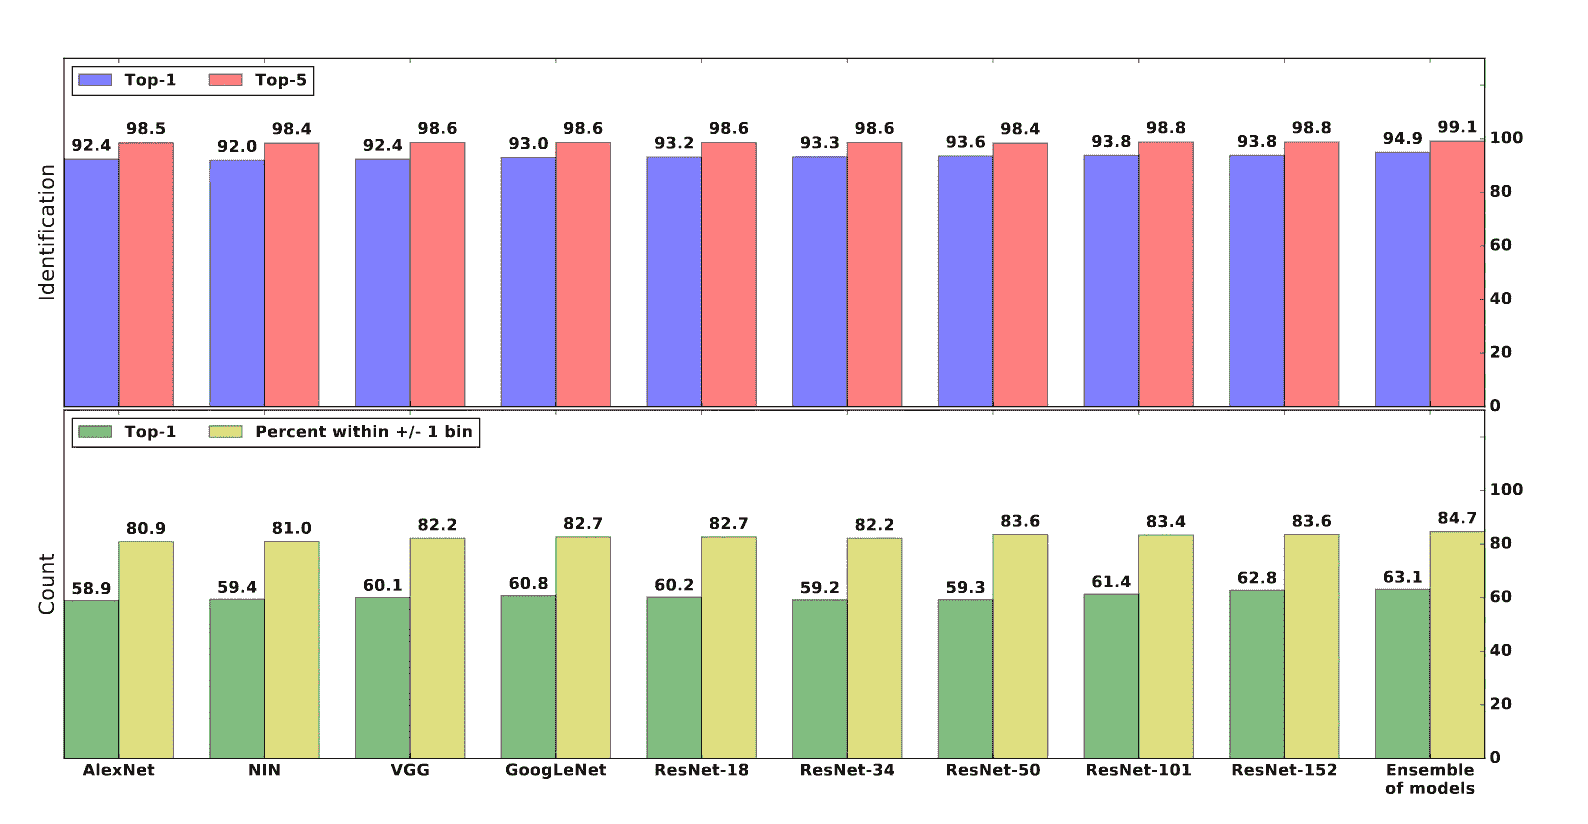 Top-1 Top-5
92.4 98.5 92.0 98.4 92.4 98.6 93.0 98.6 93.2 98.6 93.3 98.6 93.6 98.4 93.8 98.8 93.8 98.8 94.9 99.1
Identification
100
80
60
40
20
0
Top-1 Percent within +/- 1 bin
58.9 80.9 59.4 81.0 60.1 82.2 60.8 82.7 60.2 82.7 59.2 82.2 59.3 83.6 61.4 83.4 62.8 83.6 63.1 84.7
Count
100
80
60
40
20
0
AlexNet NIN VGG GoogLeNet ResNet-18 ResNet-34 ResNet-50 ResNet-101 ResNet-152 Ensemble
of models